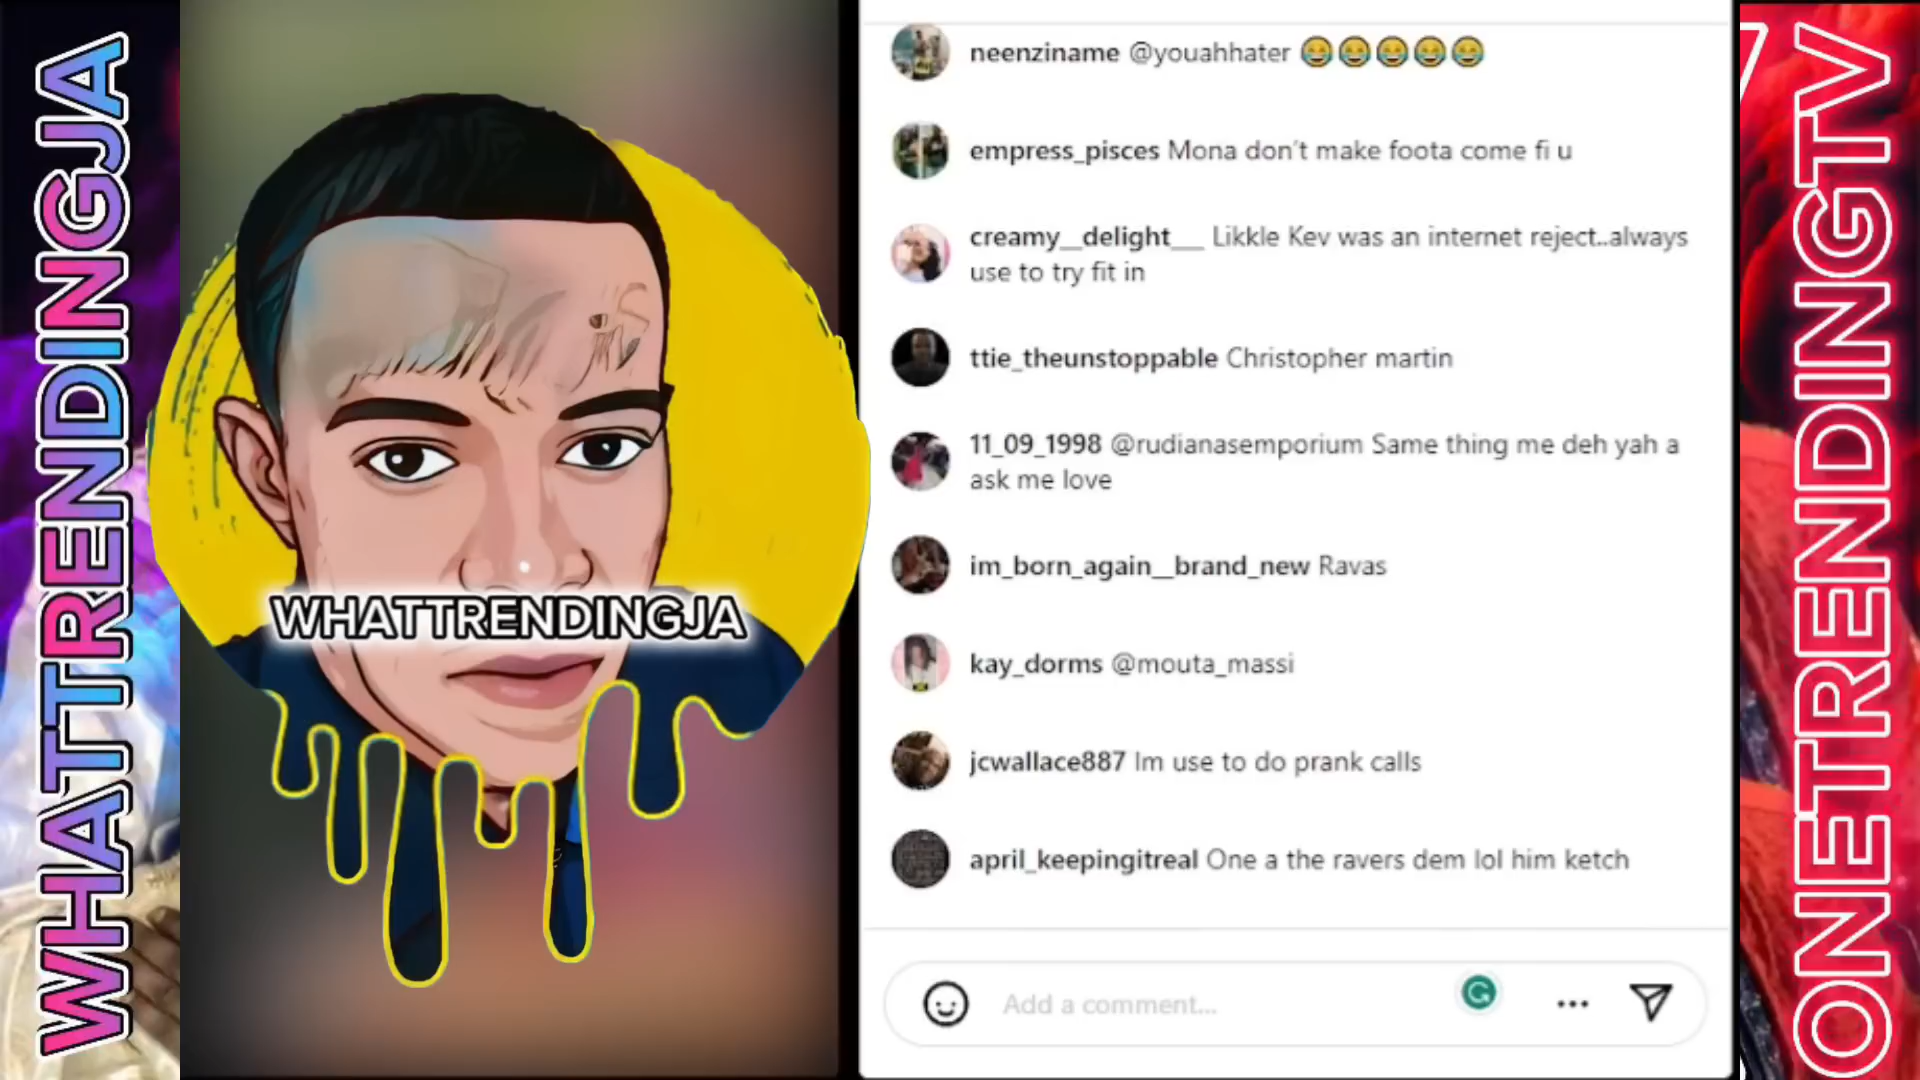 WHATTRENDINGJA
WHATTRENDINGJA
neenziname @youahhater 😂😂😂😂😂
empress_pisces Mona don't make foota come fi u
creamy__delight___ Likkle Kev was an internet reject..always
use to try fit in
ttie_theunstoppable Christopher martin
11_09_1998 @rudianasemporium Same thing me deh yah a
ask me love
im_born_again__brand_new Ravas
kay_dorms @mouta_massi
jcwallace887 Im use to do prank calls
april_keepingitreal One a the ravers dem lol him ketch
Add a comment...
ONETRENDINGTV